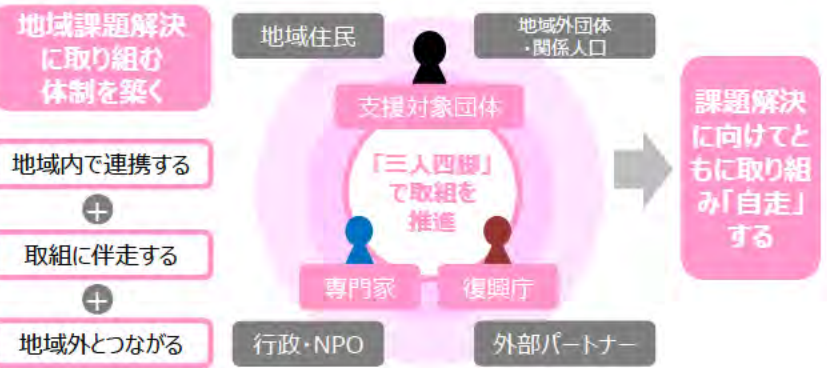 地域課題解決
に取り組む
体制を築く
地域内で連携する
+
取組に伴走する
+
地域外とつながる
地域住民
地域外団体
・関係人口
支援対象団体
「三人四脚」
で取組を
推進
専門家
復興庁
行政・NPO
外部パートナー
課題解決
に向けてと
もに取り組
み「自走」
する